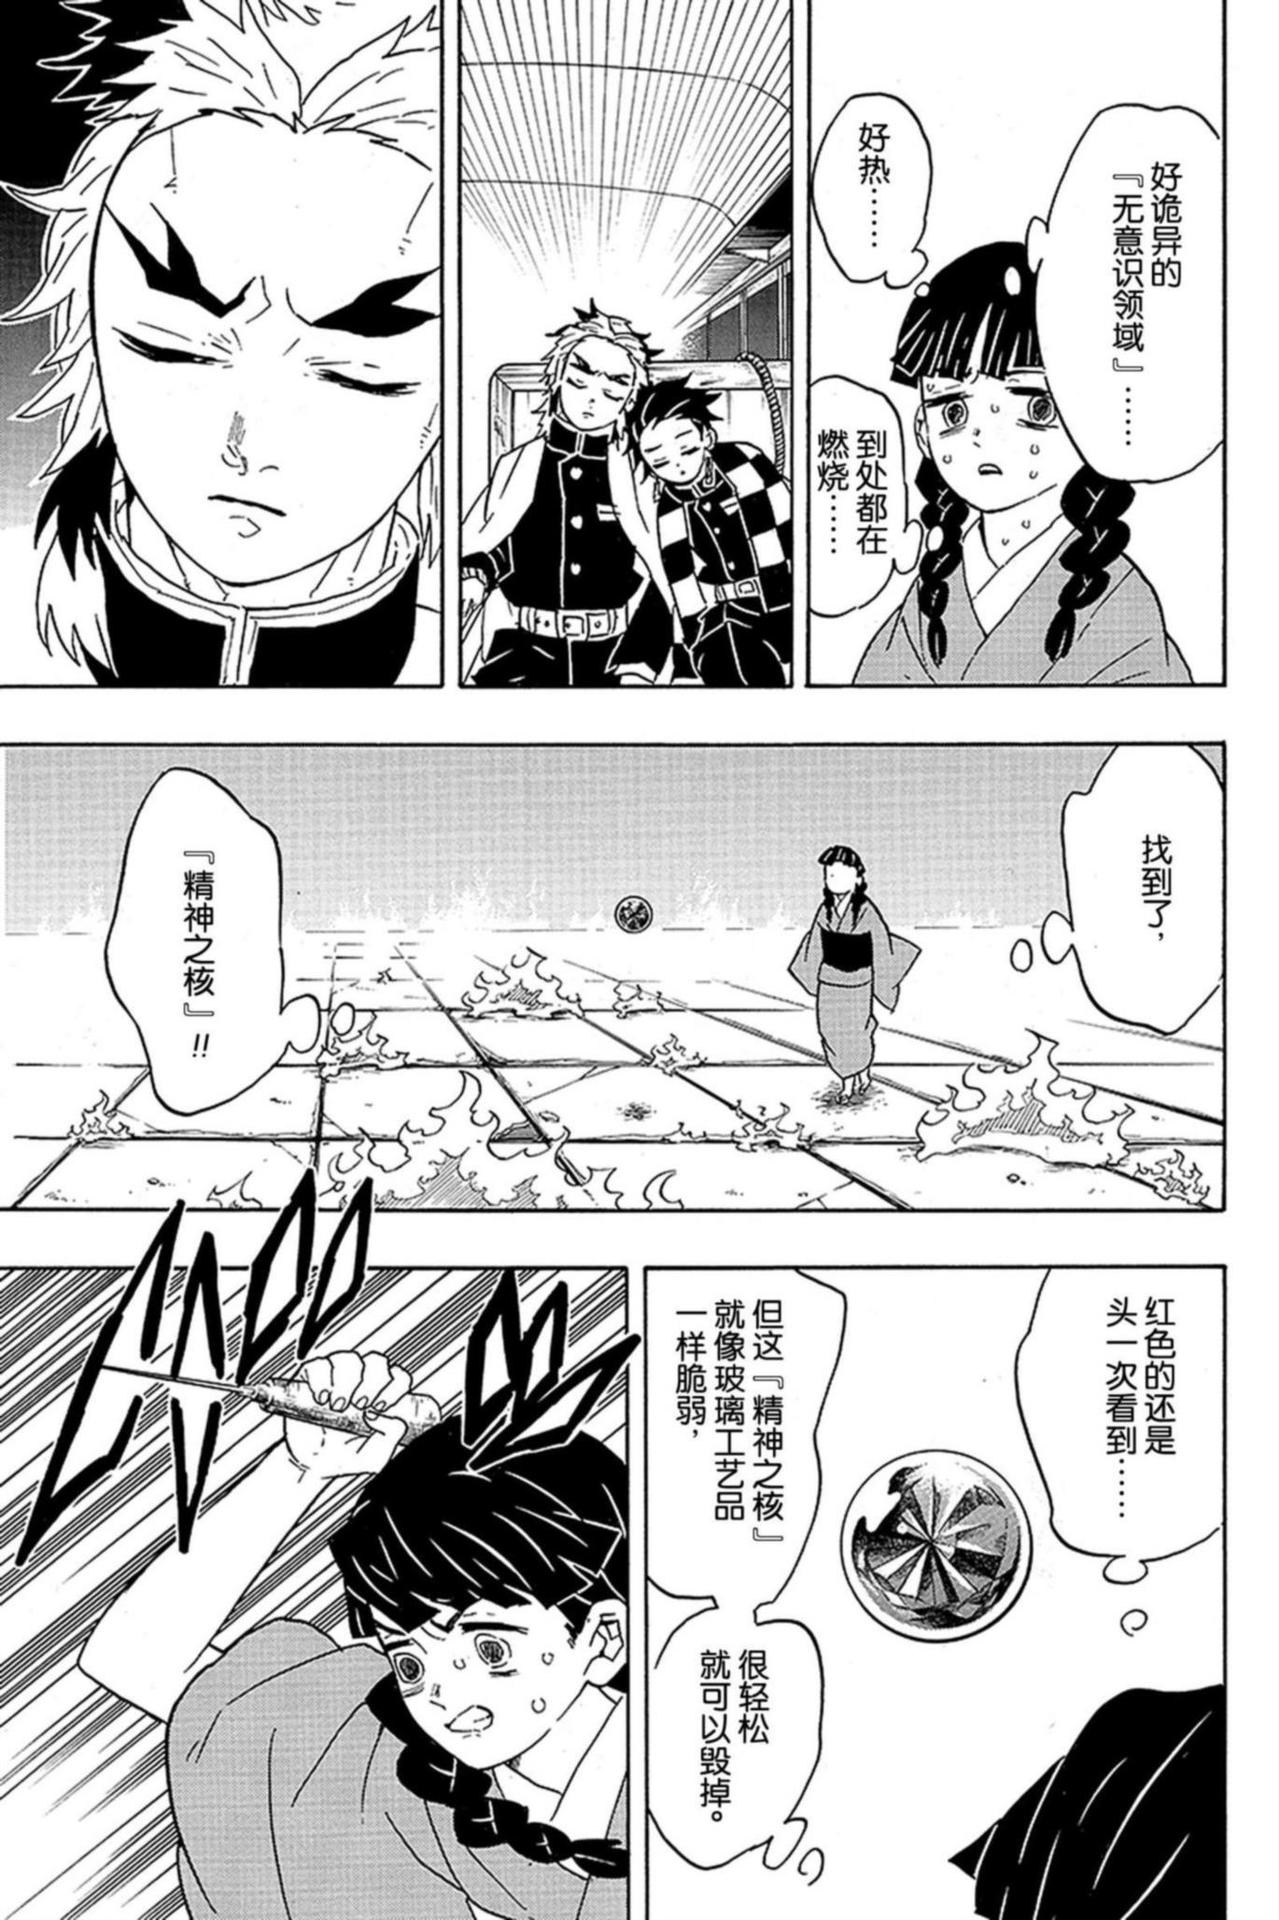 好诡异的
『无意识领域』……
好热……
到处都在
燃烧……
找到了，
『精神之核』!!
红色的还是
头一次看到……
但这『精神之核』
就像玻璃工艺品
一样脆弱，
很轻松
就可以毁掉。